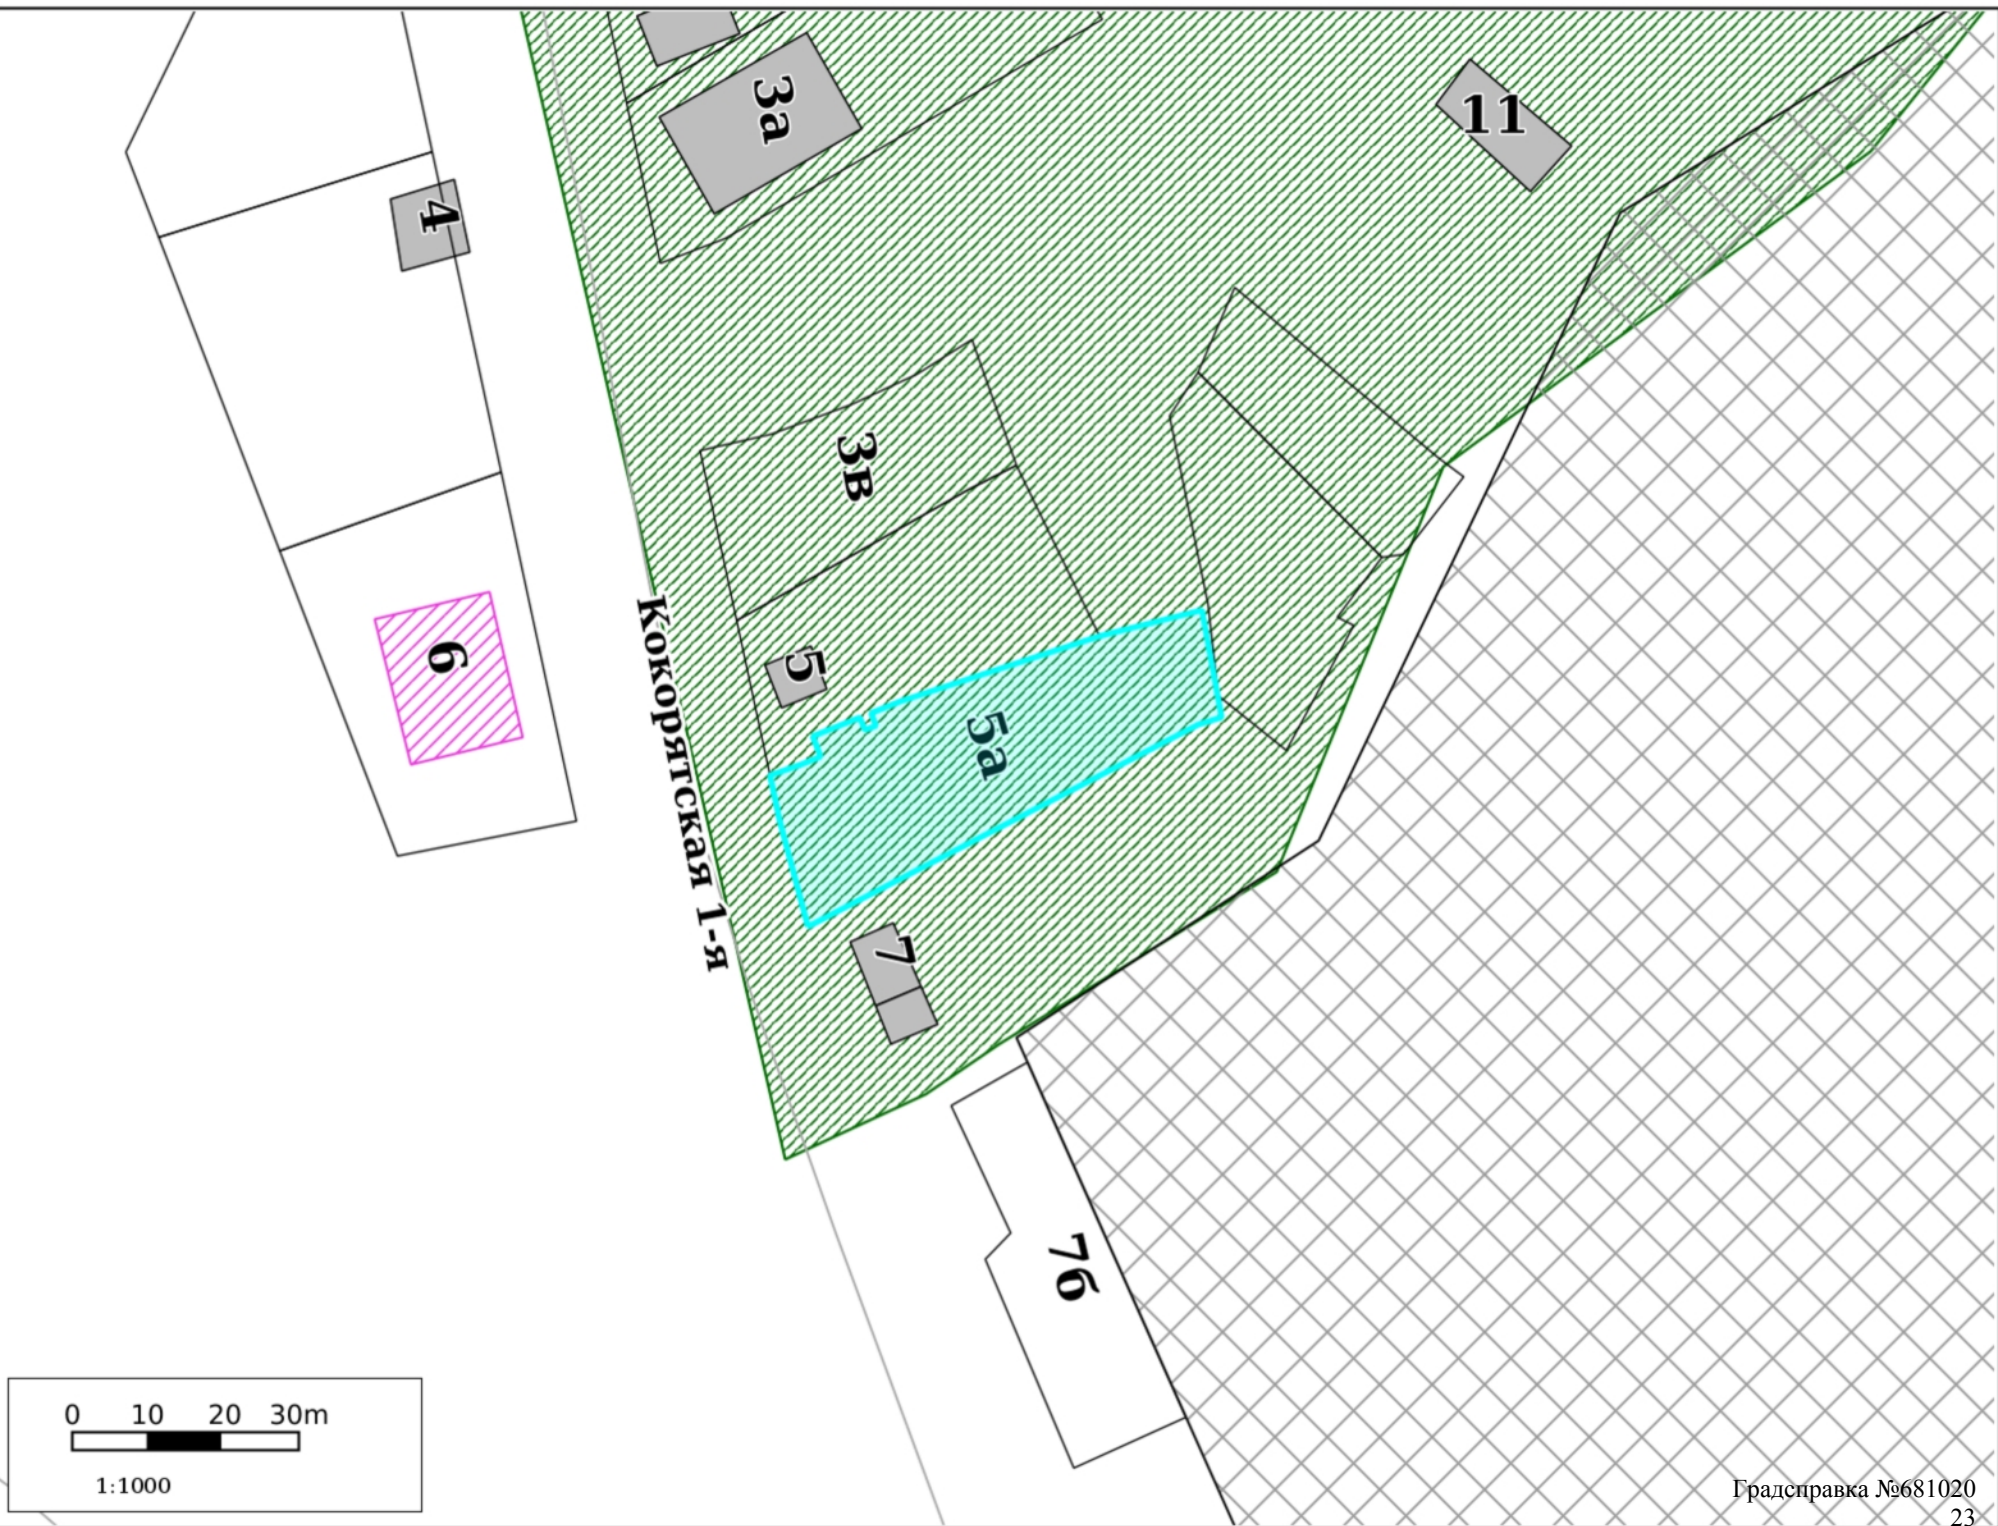 3а
11
4
3в
6
5
5а
Кокорятская 1-я
7
7б
0 10 20 30m
1:1000
Градсправка №681020
23